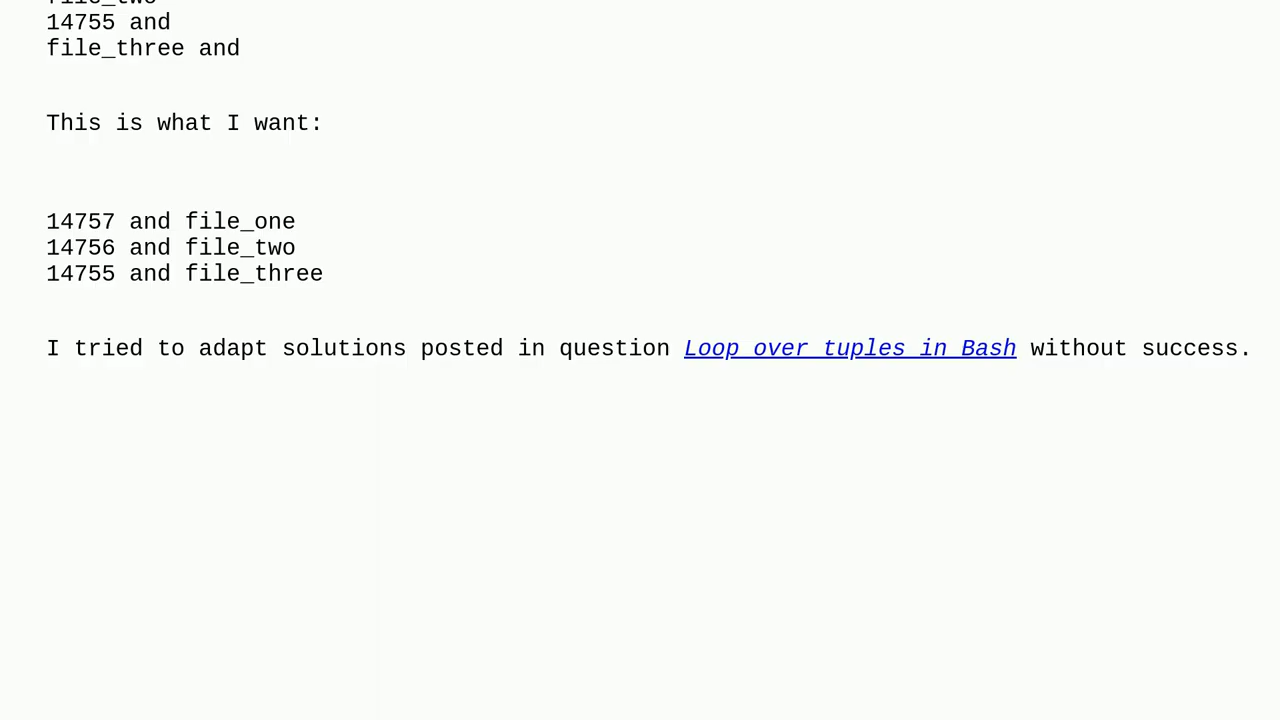 file_two
14755 and
file_three and
This is what I want:
14757 and file_one
14756 and file_two
14755 and file_three
I tried to adapt solutions posted in question Loop over tuples in Bash without success.